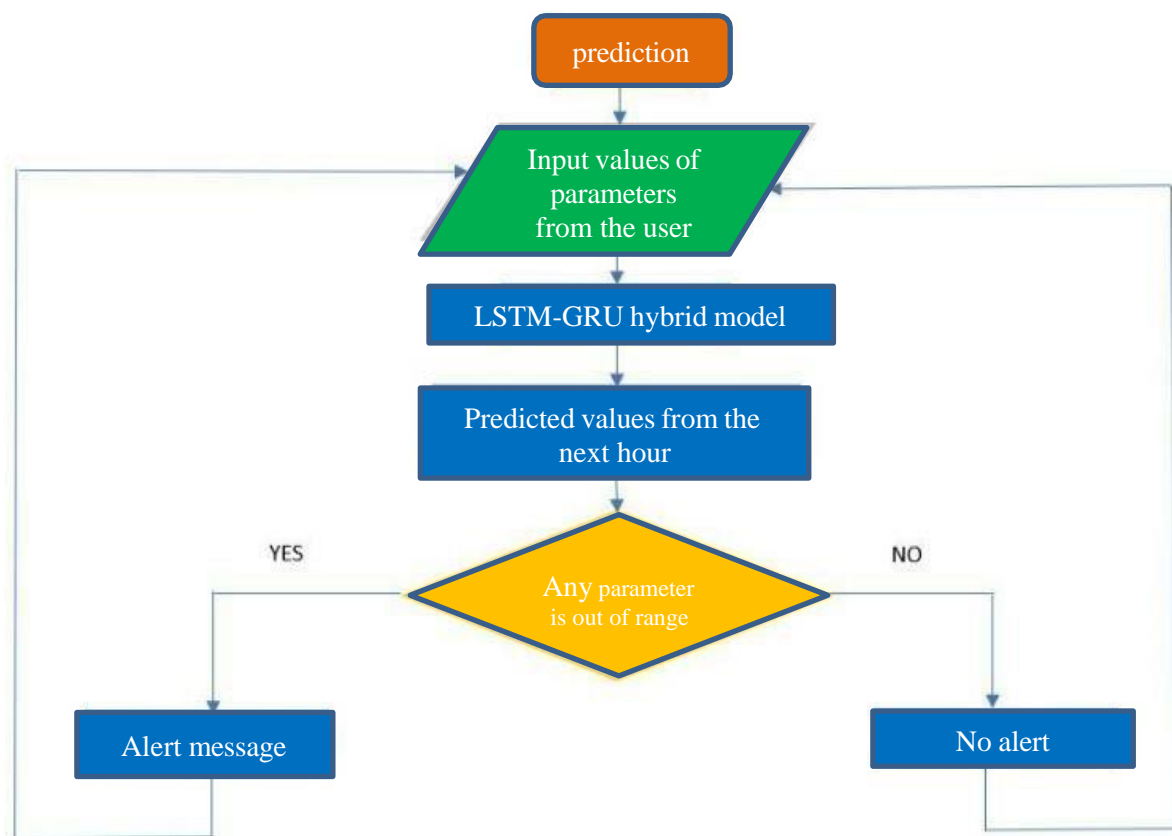 prediction
Input values of
parameters
from the user
LSTM-GRU hybrid model
Predicted values from the
next hour
YES
NO
Any parameter
is out of range
Alert message
No alert